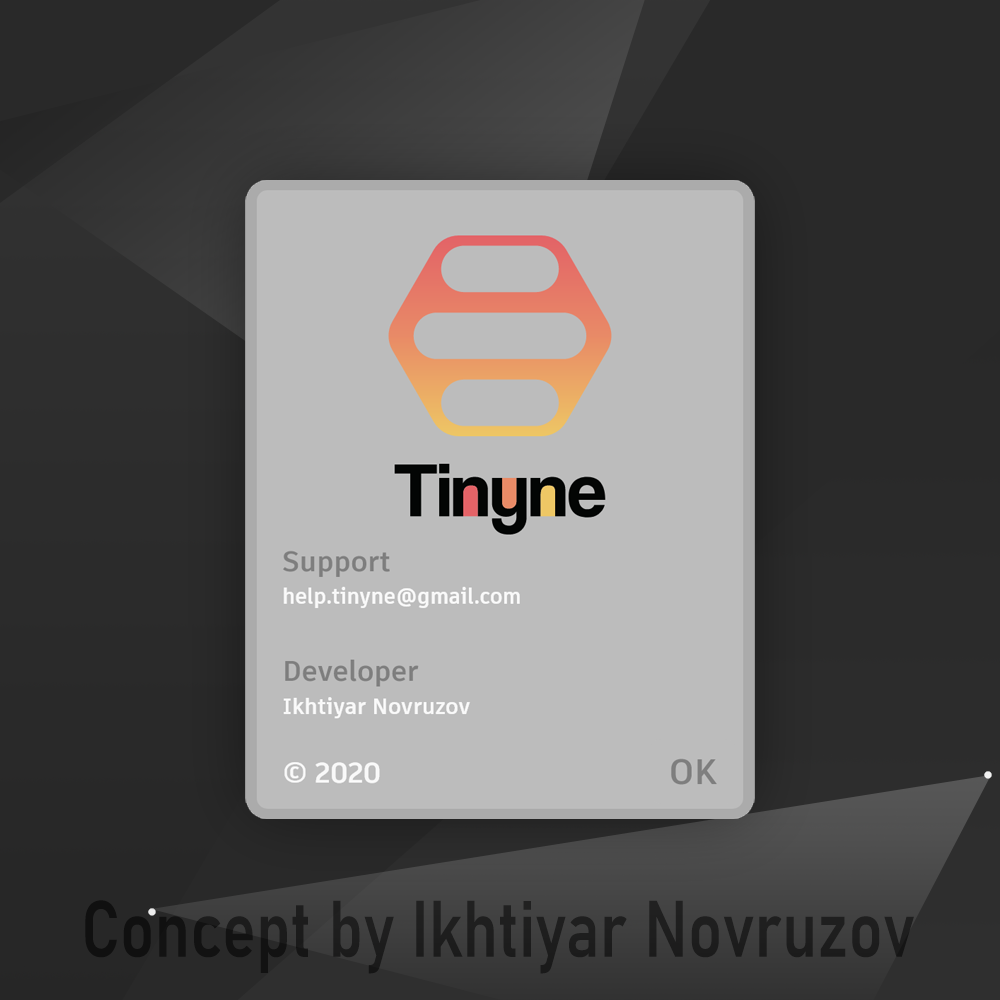 Tinyne
Support
help.tinyne@gmail.com
Developer
Ikhtiyar Novruzov
© 2020
OK
Concept by Ikhtiyar Novruzov